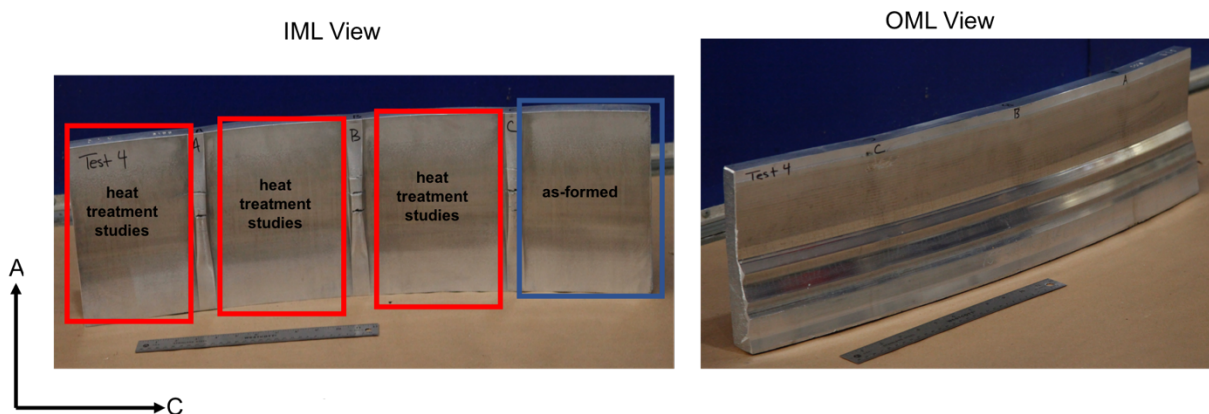 IML View
OML View
Test 4
A
B
C
heat
treatment
studies
heat
treatment
studies
heat
treatment
studies
as-formed
A
C
Test 4
C
B
A